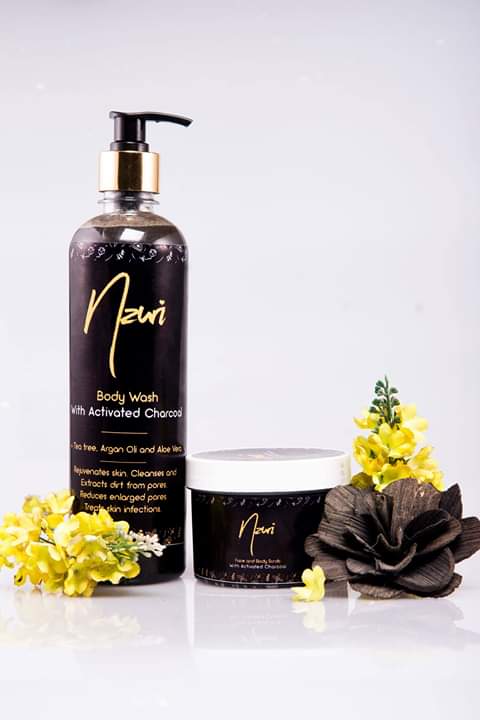 Nzuri
Body Wash
With Activated Charcoal
- Tea tree, Argan Oli and Aloe Vera
Rejuvenates skin. Cleanses and
Extracts dirt from pores
Reduces enlarged pores
- Treats skin infections.
Nzuri
Face and Body Scrub
With Activated Charcoal